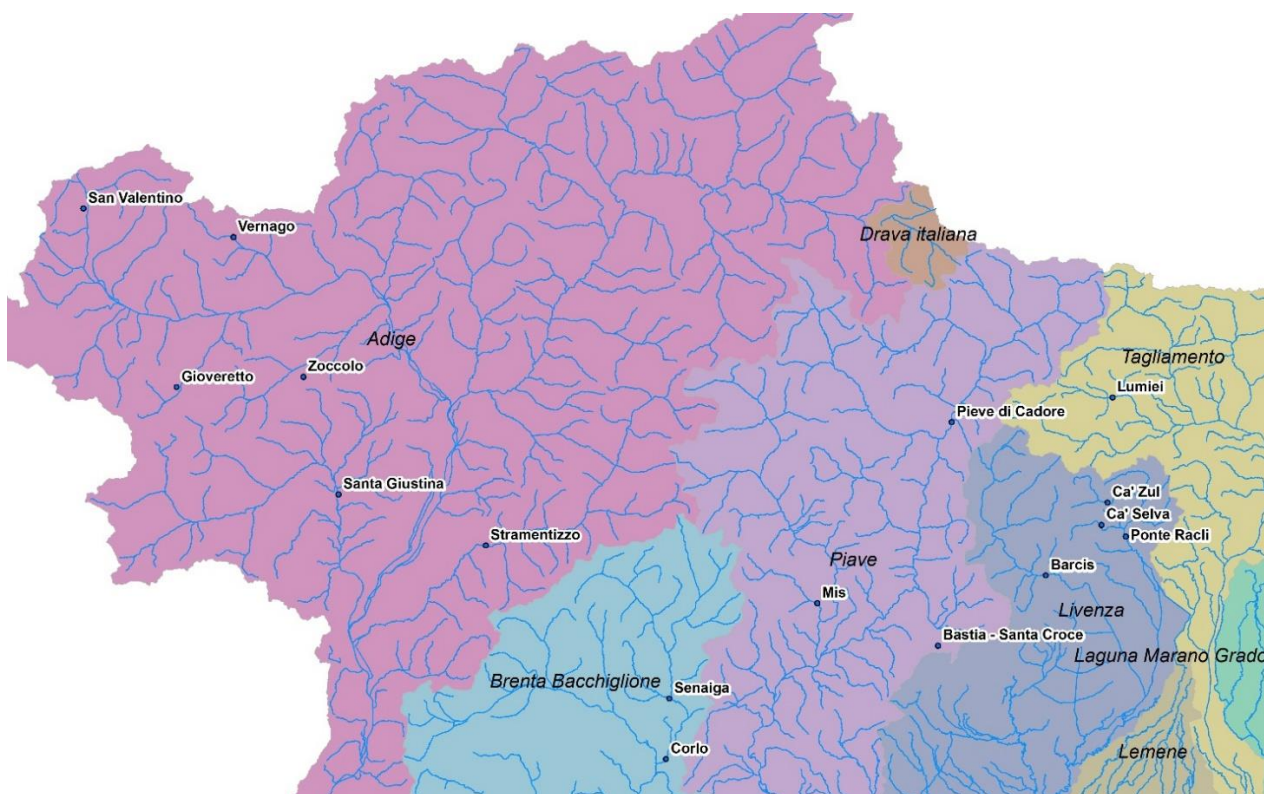 San Valentino
Vernago
Drava italiana
Adige
Tagliamento
Zoccolo
Gioveretto
Lumiei
Pieve di Cadore
Santa Giustina
Ca' Zul
Ca' Selva
Ponte Racli
Stramentizzo
Piave
Barcis
Mis
Livenza
Bastia - Santa Croce
Laguna Marano Grado
Brenta Bacchiglione
Senaiga
Corlo
Lemene